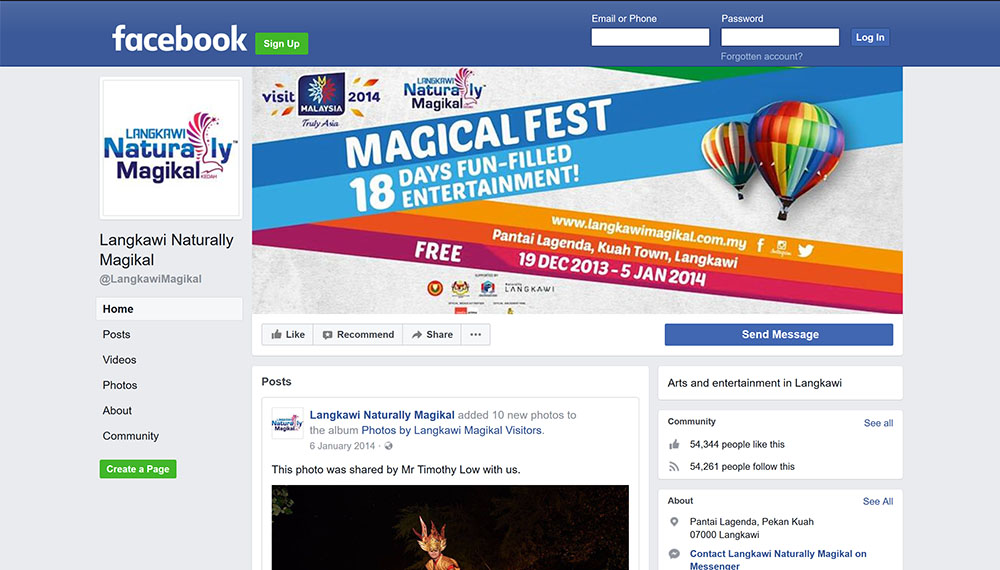 facebook
Sign Up
Email or Phone
Password
Log In
Forgotten account?
LANGKAWI
Naturally™
Magikal
KEDAH
Langkawi Naturally
Magikal
@LangkawiMagikal
Home
Posts
Videos
Photos
About
Community
Create a Page
visit MALAYSIA 2014
Truly Asia
LANGKAWI
Naturally™
Magikal
MAGICAL FEST
18 DAYS FUN-FILLED
ENTERTAINMENT!
www.langkawimagikal.com.my
Pantai Lagenda, Kuah Town, Langkawi
FREE
19 DEC 2013 - 5 JAN 2014
SUPPORTED BY
LANGKAWI
Like
Recommend
Share
Send Message
Posts
Langkawi Naturally Magikal added 10 new photos to
the album Photos by Langkawi Magikal Visitors.
6 January 2014 ·
This photo was shared by Mr Timothy Low with us.
Arts and entertainment in Langkawi
Community
See all
54,344 people like this
54,261 people follow this
About
See All
Pantai Lagenda, Pekan Kuah
07000 Langkawi
Contact Langkawi Naturally Magikal on
Messenger